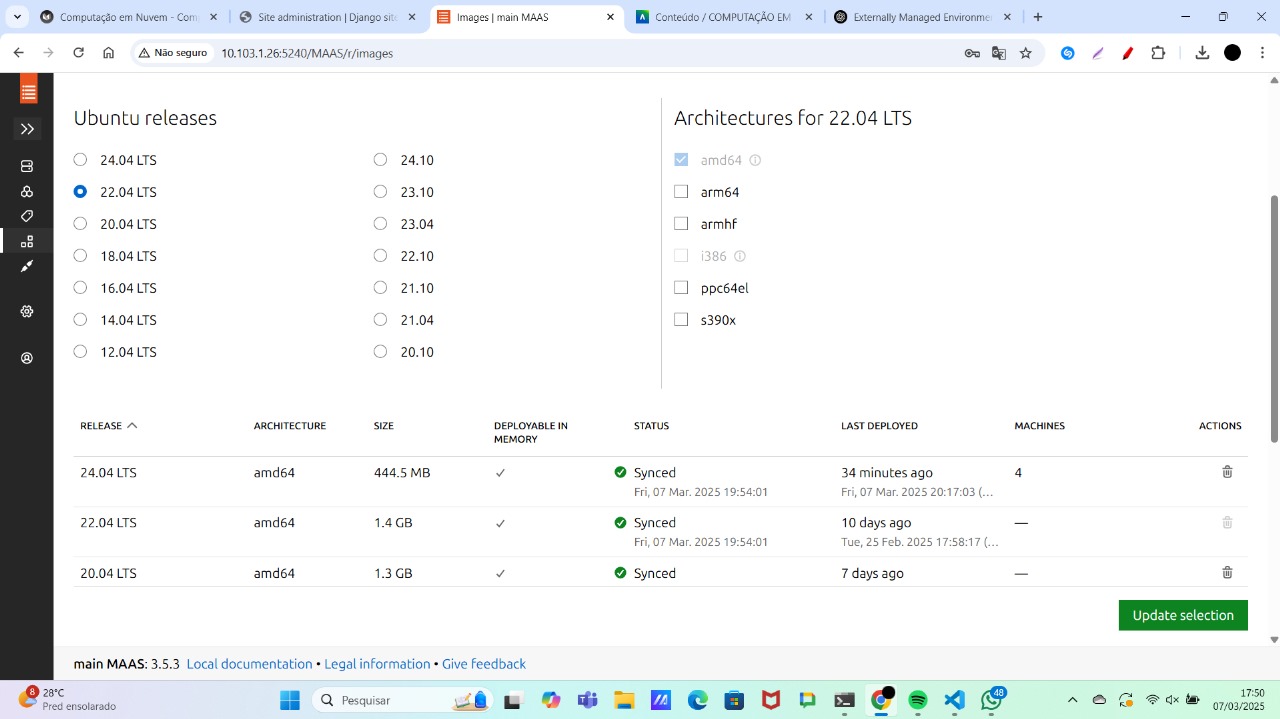 Computação em Nuvem | Com
Site administration | Django site
Images | main MAAS
Conteúdo COMPUTAÇÃO EM
Externally Managed Environme
Não seguro
10.103.1.26:5240/MAAS/r/images
Ubuntu releases
Architectures for 22.04 LTS
24.04 LTS 24.10 amd64
22.04 LTS 23.10 arm64
20.04 LTS 23.04 armhf
18.04 LTS 22.10 i386
16.04 LTS 21.10 ppc64el
14.04 LTS 21.04 s390x
12.04 LTS 20.10
RELEASE ARCHITECTURE SIZE DEPLOYABLE IN MEMORY STATUS LAST DEPLOYED MACHINES ACTIONS
24.04 LTS amd64 444.5 MB ✓ Synced 34 minutes ago 4
Fri, 07 Mar. 2025 19:54:01 Fri, 07 Mar. 2025 20:17:03 (...
22.04 LTS amd64 1.4 GB ✓ Synced 10 days ago —
Fri, 07 Mar. 2025 19:54:01 Tue, 25 Feb. 2025 17:58:17 (...
20.04 LTS amd64 1.3 GB ✓ Synced 7 days ago —
Update selection
main MAAS: 3.5.3 Local documentation • Legal information • Give feedback
8
28°C
Pred ensolarado
Pesquisar
48
17:50
07/03/2025